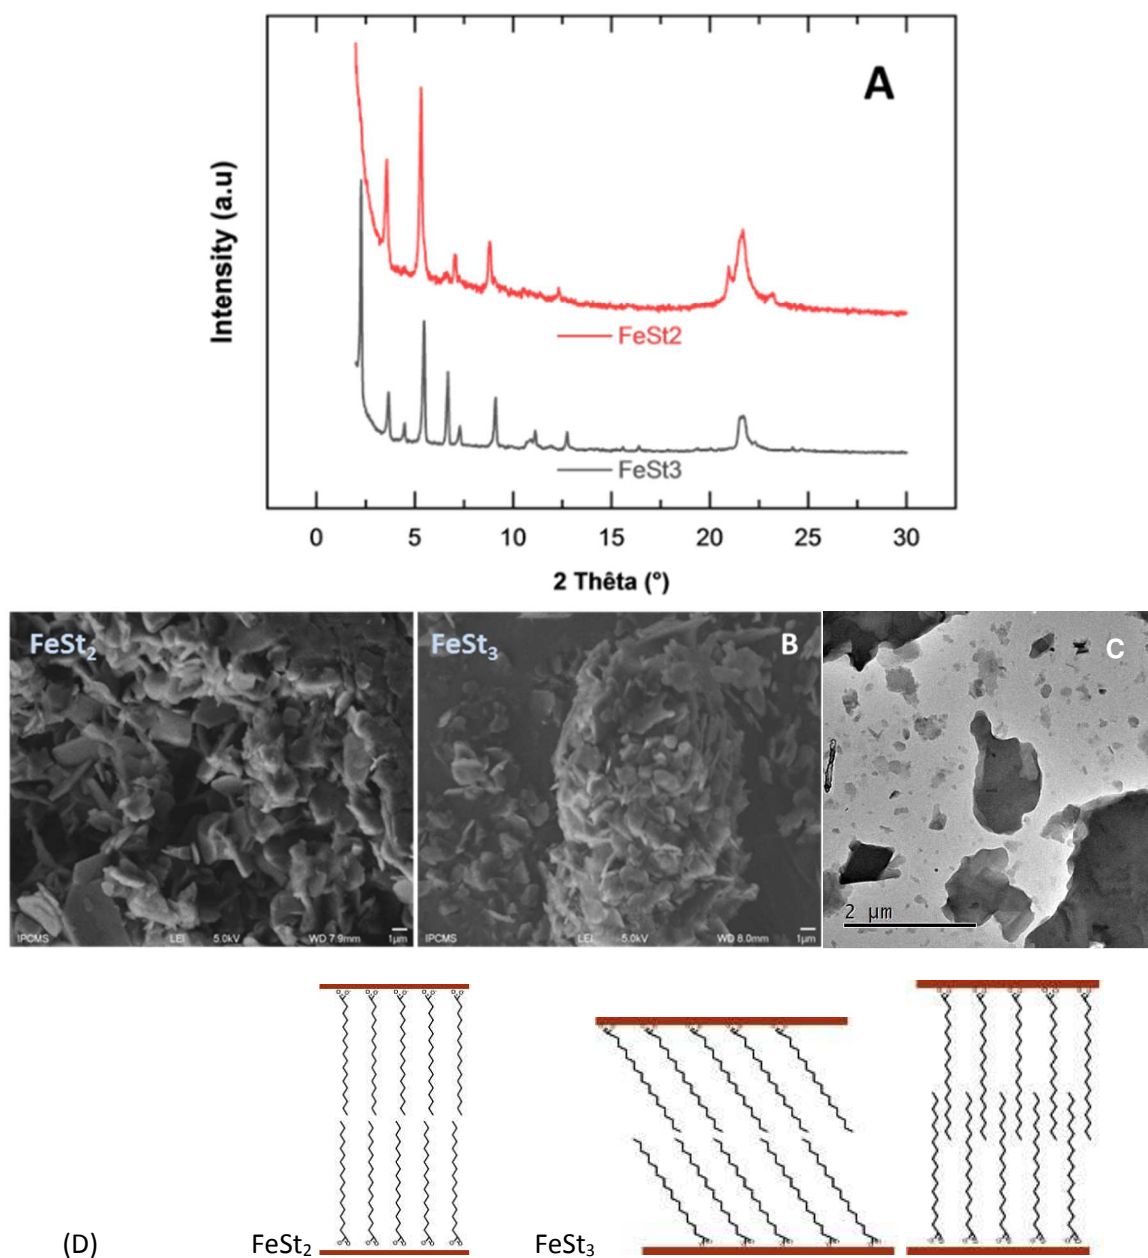 A
Intensity (a.u)
FeSt2
FeSt3
0 5 10 15 20 25 30
2 Thêta (°)
FeSt2
IPCMS LEI 5.0kV WD 7.9mm 1µm
FeSt3 B
IPCMS LEI 5.0kV WD 8.0mm 1µm
C
2 µm
(D) FeSt2 FeSt3